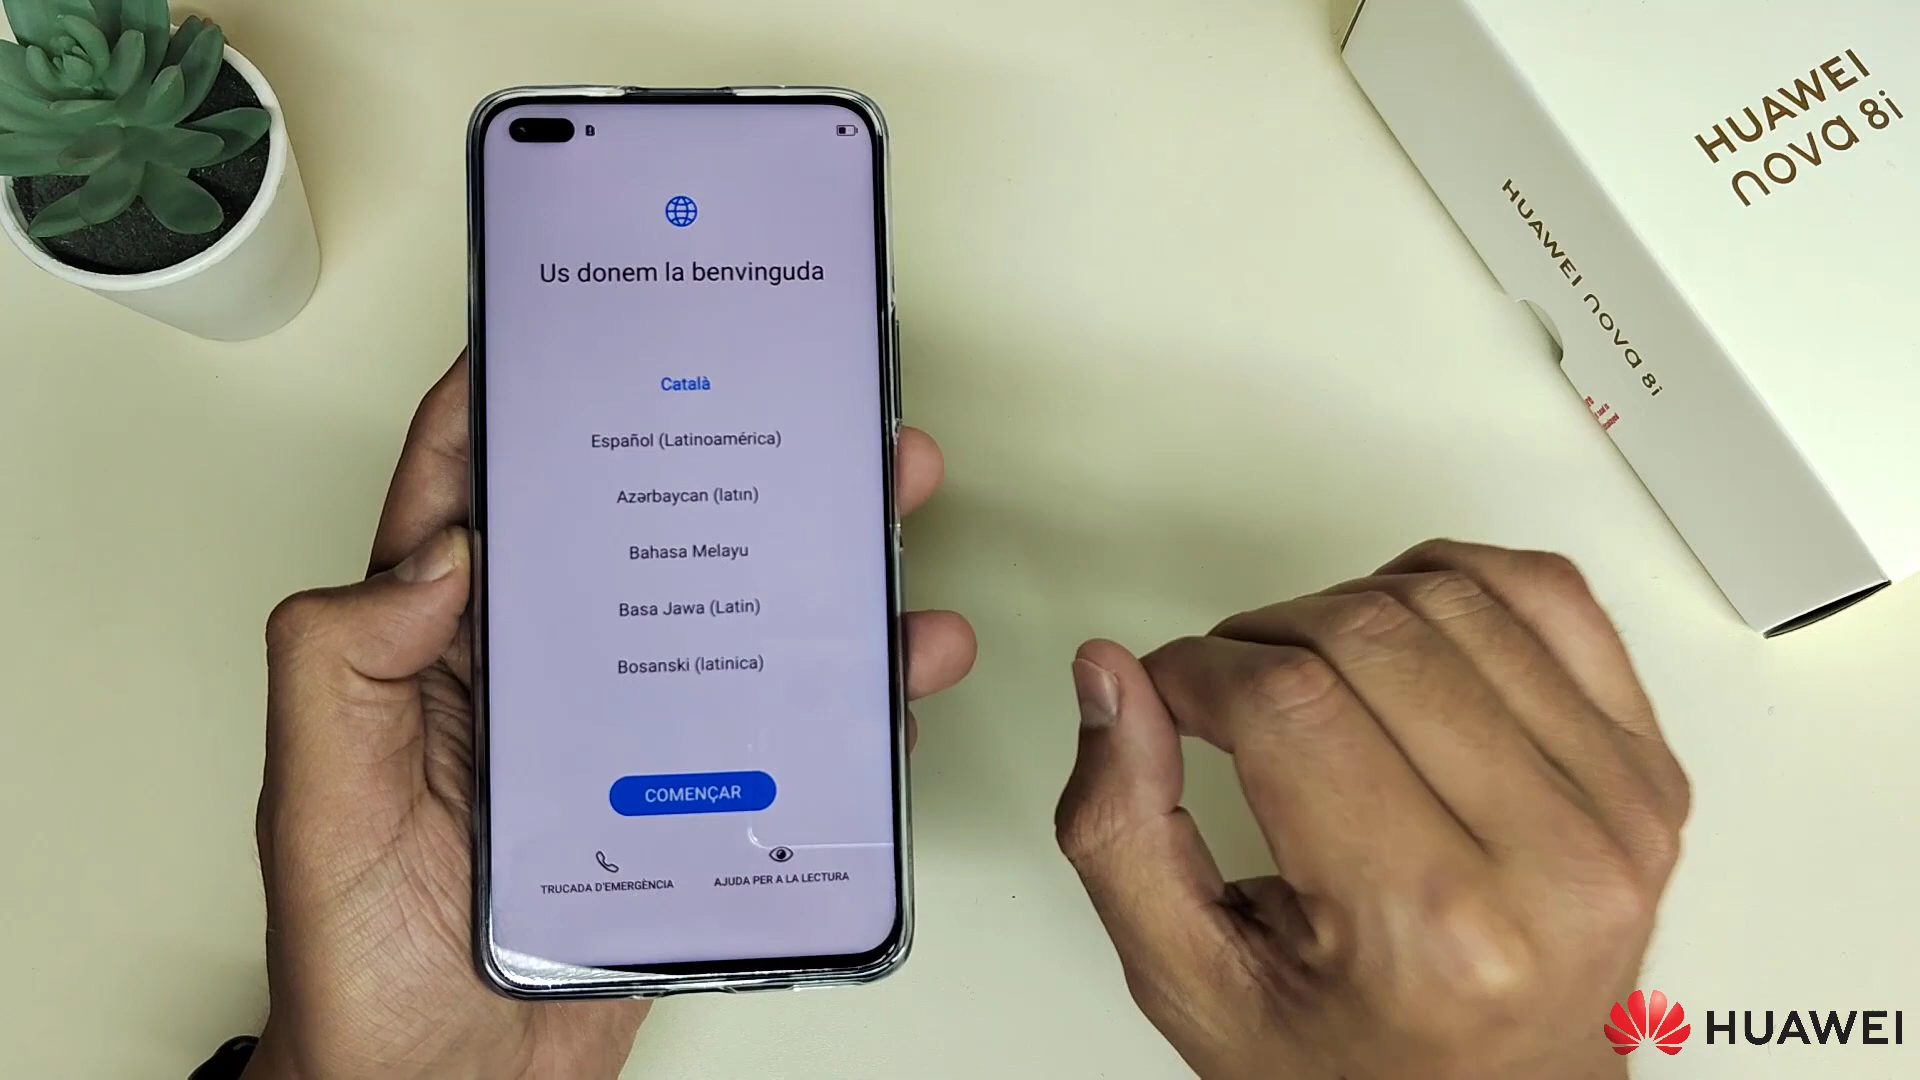 Us donem la benvinguda
Català
Español (Latinoamérica)
Azərbaycan (latın)
Bahasa Melayu
Basa Jawa (Latin)
Bosanski (latinica)
COMENÇAR
TRUCADA D'EMERGÈNCIA
AJUDA PER A LA LECTURA
HUAWEI
nova 8i
HUAWEI nova 8i
HUAWEI